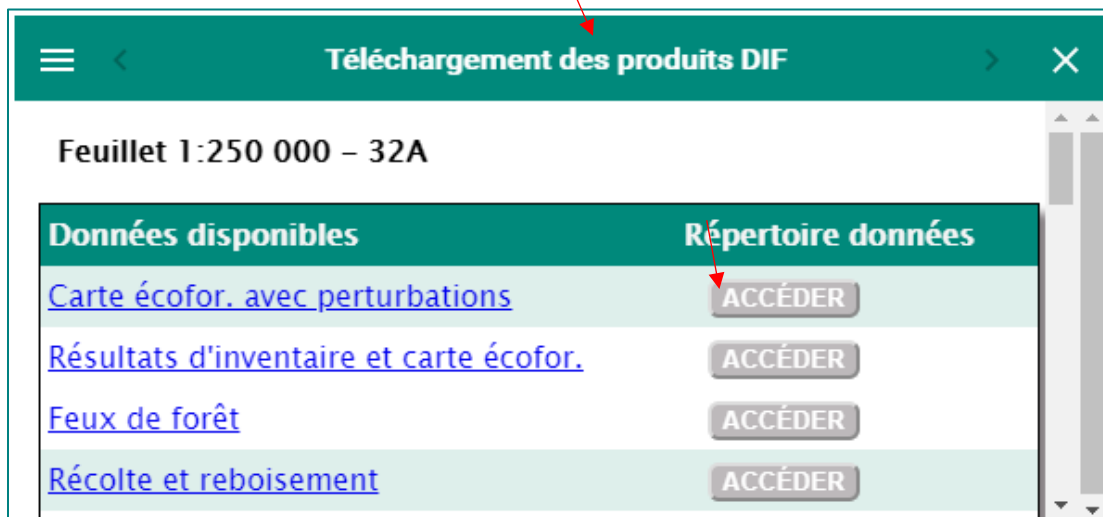 Téléchargement des produits DIF
Feuillet 1:250 000 – 32A
Données disponibles Répertoire données
Carte écofor. avec perturbations ACCÉDER
Résultats d'inventaire et carte écofor. ACCÉDER
Feux de forêt ACCÉDER
Récolte et reboisement ACCÉDER